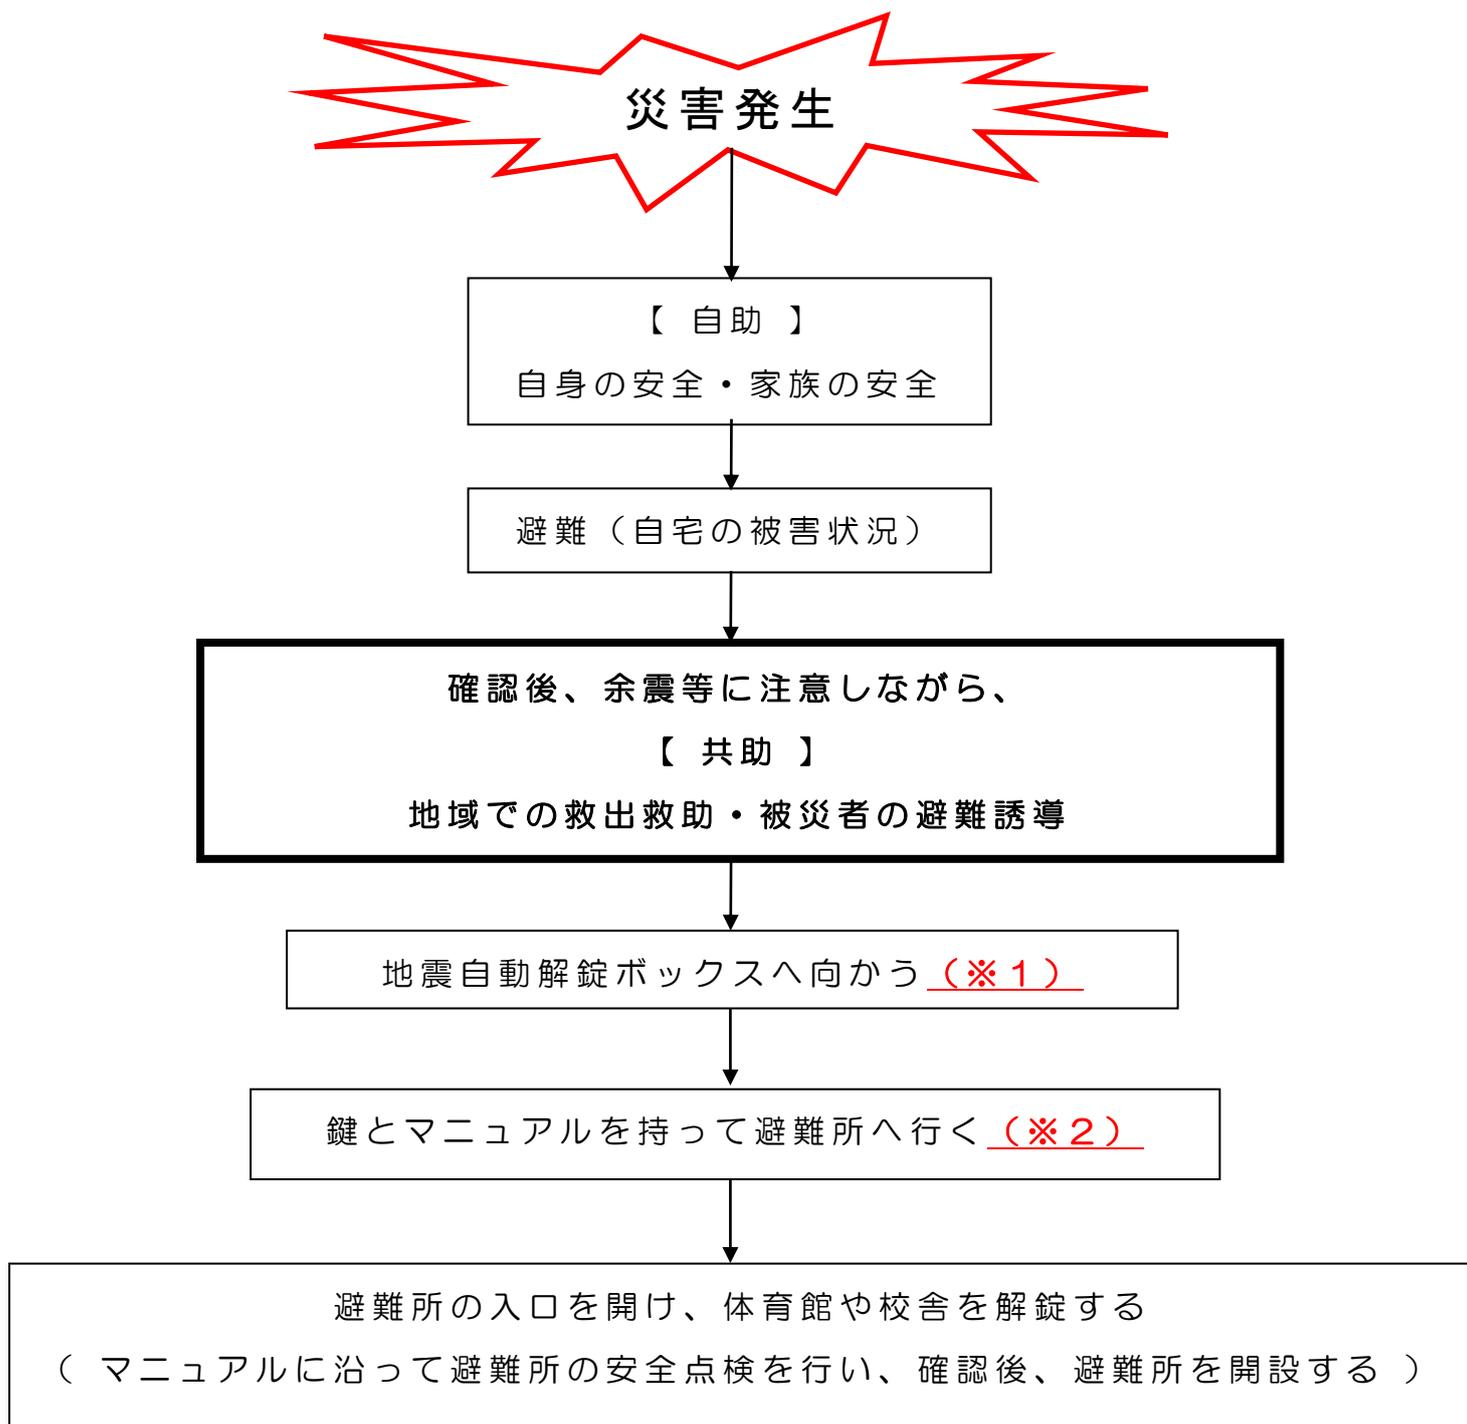 災害発生
【 自助 】
自身の安全・家族の安全
避難（自宅の被害状況）
確認後、余震等に注意しながら、
【 共助 】
地域での救出救助・被災者の避難誘導
地震自動解錠ボックスへ向かう（※１）
鍵とマニュアルを持って避難所へ行く（※２）
避難所の入口を開け、体育館や校舎を解錠する
（ マニュアルに沿って避難所の安全点検を行い、確認後、避難所を開設する ）